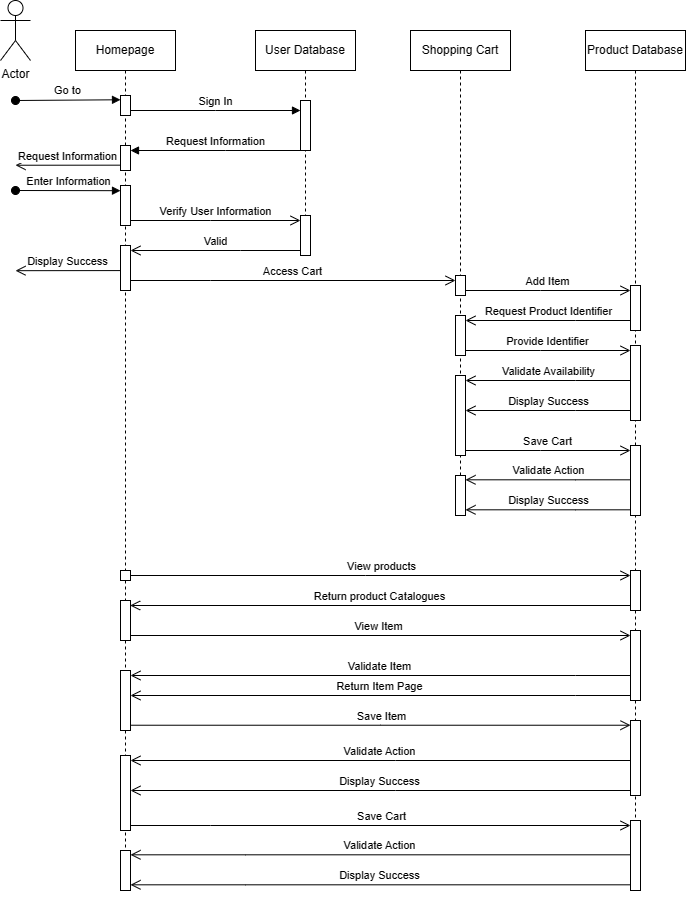 Homepage
User Database
Shopping Cart
Product Database
Actor
Go to
Sign In
Request Information
Request Information
Enter Information
Verify User Information
Valid
Display Success
Access Cart
Add Item
Request Product Identifier
Provide Identifier
Validate Availability
Display Success
Save Cart
Validate Action
Display Success
View products
Return product Catalogues
View Item
Validate Item
Return Item Page
Save Item
Validate Action
Display Success
Save Cart
Validate Action
Display Success